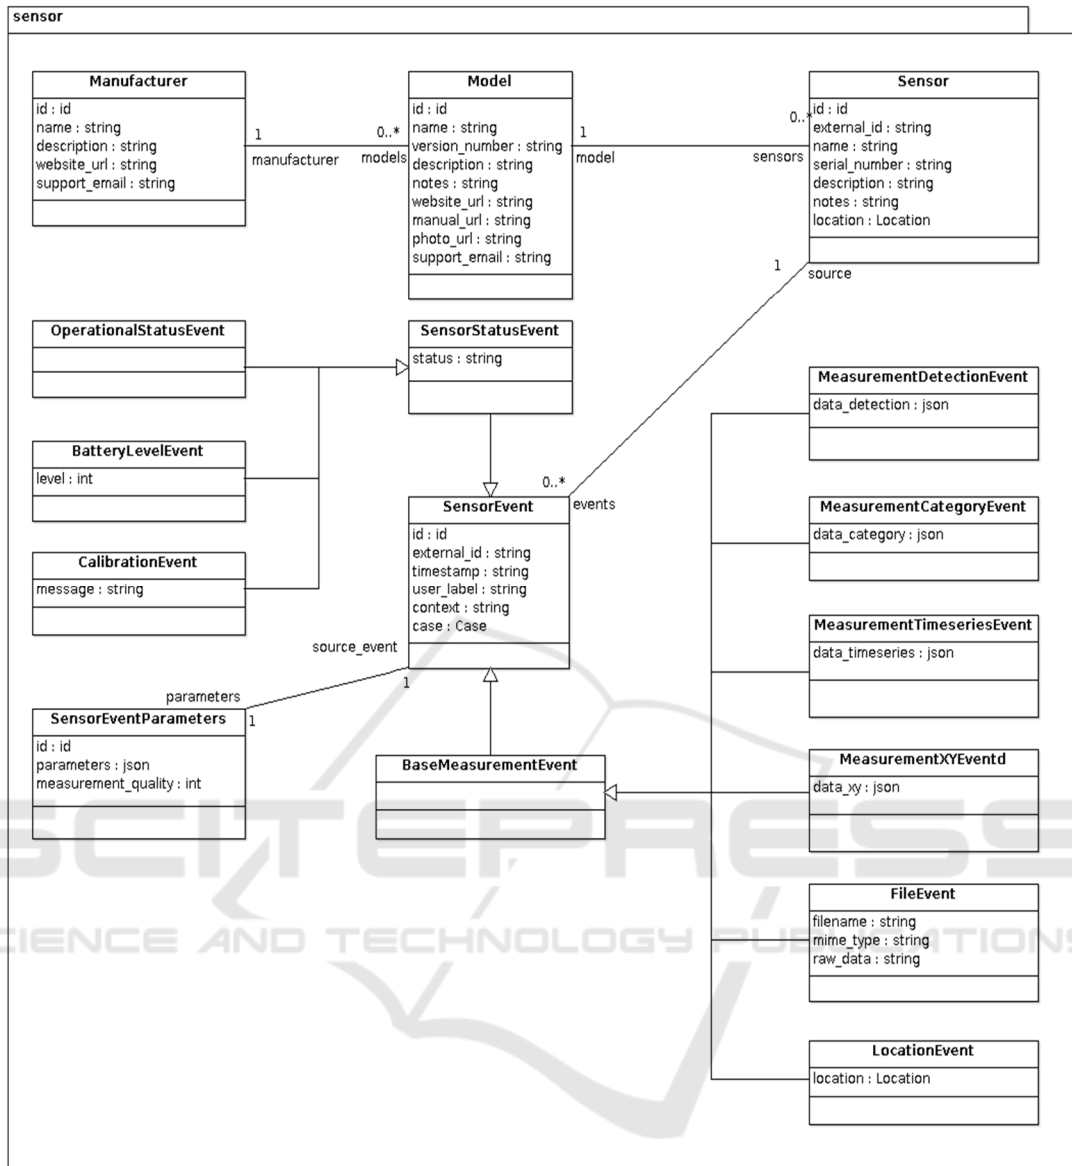 sensor
Manufacturer
id : id
name : string
description : string
website_url : string
support_email : string
1
manufacturer
0..*
models
Model
id : id
name : string
version_number : string
description : string
notes : string
website_url : string
manual_url : string
photo_url : string
support_email : string
1
model
0..*
sensors
Sensor
id : id
external_id : string
name : string
serial_number : string
description : string
notes : string
location : Location
1
source
OperationalStatusEvent
SensorStatusEvent
status : string
MeasurementDetectionEvent
data_detection : json
BatteryLevelEvent
level : int
0..*
events
SensorEvent
id : id
external_id : string
timestamp : string
user_label : string
context : string
case : Case
MeasurementCategoryEvent
data_category : json
CalibrationEvent
message : string
MeasurementTimeseriesEvent
data_timeseries : json
source_event
1
parameters
1
SensorEventParameters
id : id
parameters : json
measurement_quality : int
BaseMeasurementEvent
MeasurementXYEventd
data_xy : json
FileEvent
filename : string
mime_type : string
raw_data : string
LocationEvent
location : Location
SCITEPRESS
CIENCE AND TECHNOLOGY PUBLICATIONS